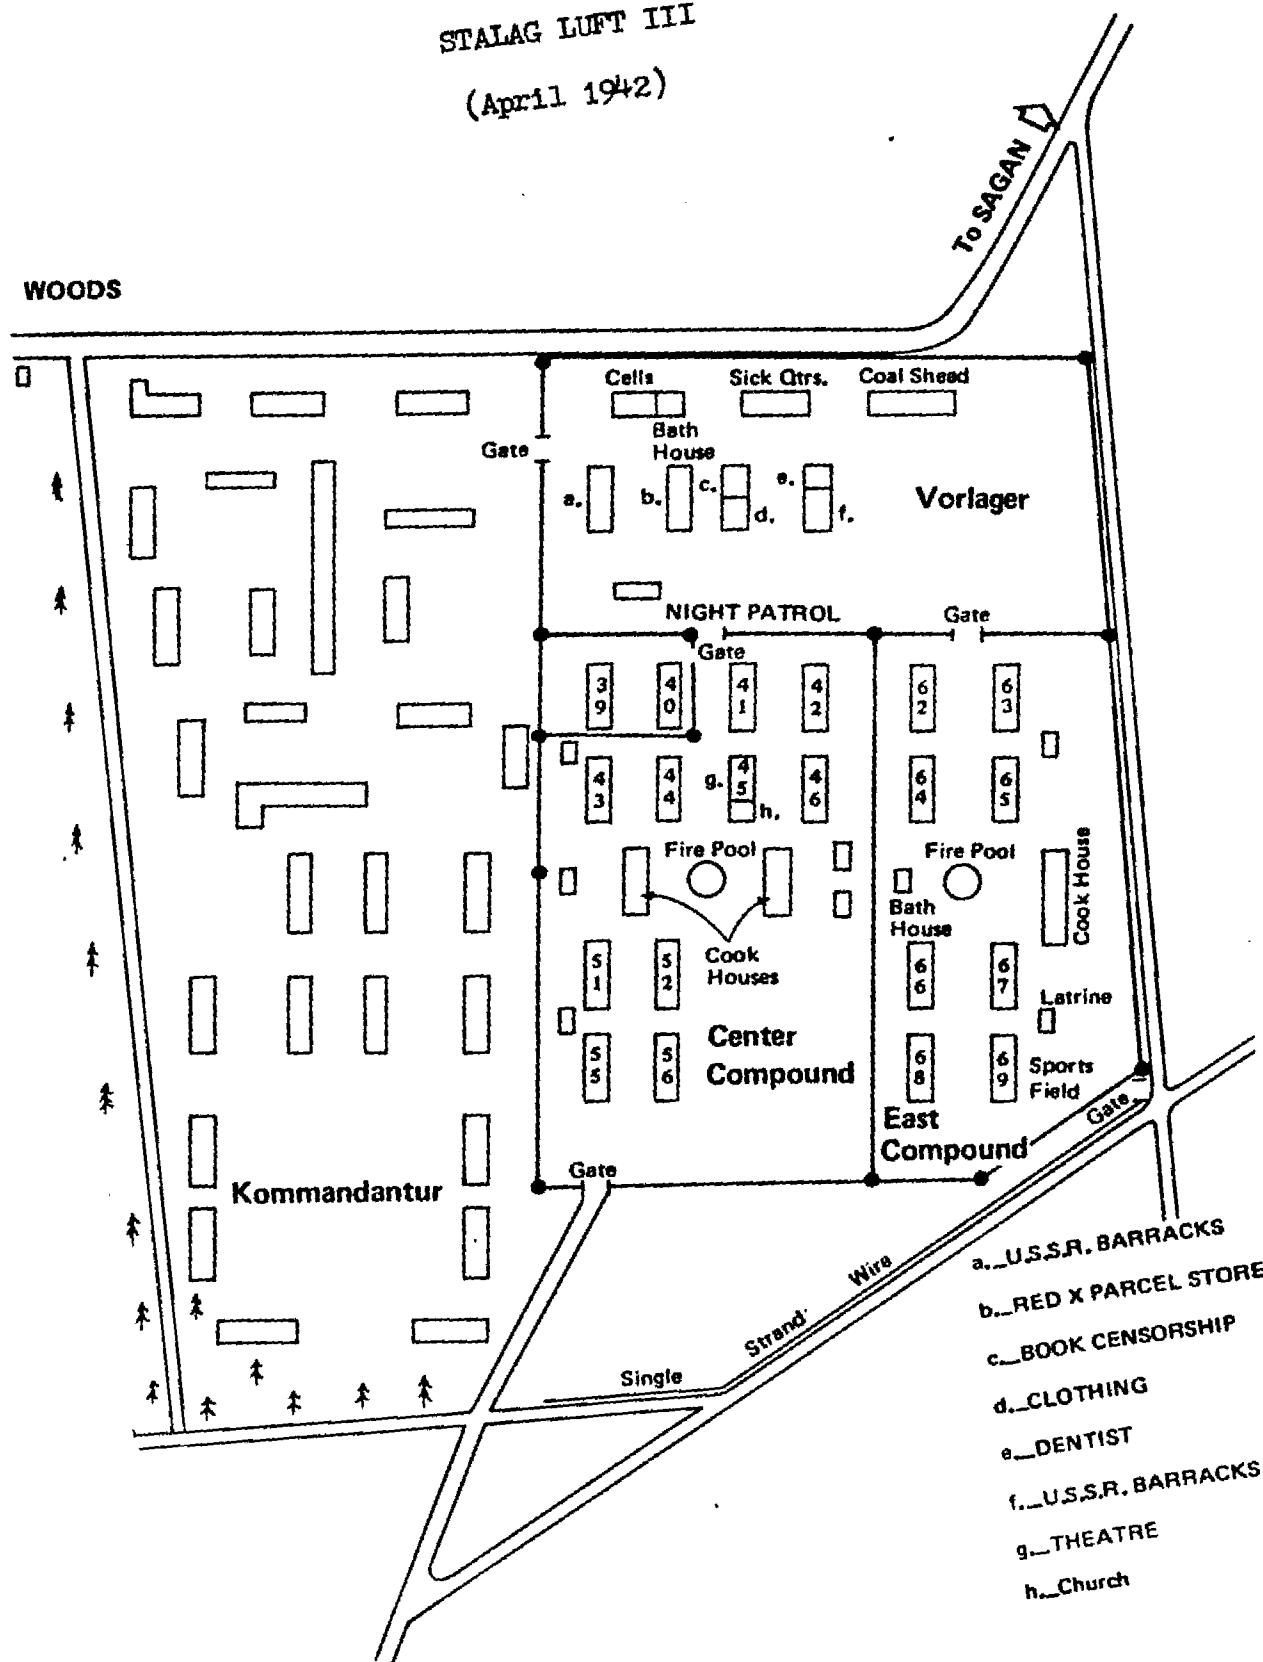 STALAG LUFT III
(April 1942)
To SAGAN
WOODS
Cells
Sick Qtrs.
Coal Shead
Bath
House
Gate
a.
b.
c.
d.
e.
f.
Vorlager
NIGHT PATROL
Gate
Gate
39
40
41
42
62
63
43
44
g.
45
h.
46
64
65
Fire Pool
Fire Pool
Cook House
Bath
House
Cook
Houses
51
52
66
67
Latrine
Center
Compound
55
56
68
69
Sports
Field
Gate
East
Compound
Gate
Kommandantur
Single
Strand
Wire
a._U.S.S.R. BARRACKS
b._RED X PARCEL STORE
c._BOOK CENSORSHIP
d._CLOTHING
e._DENTIST
f._U.S.S.R. BARRACKS
g._THEATRE
h._Church